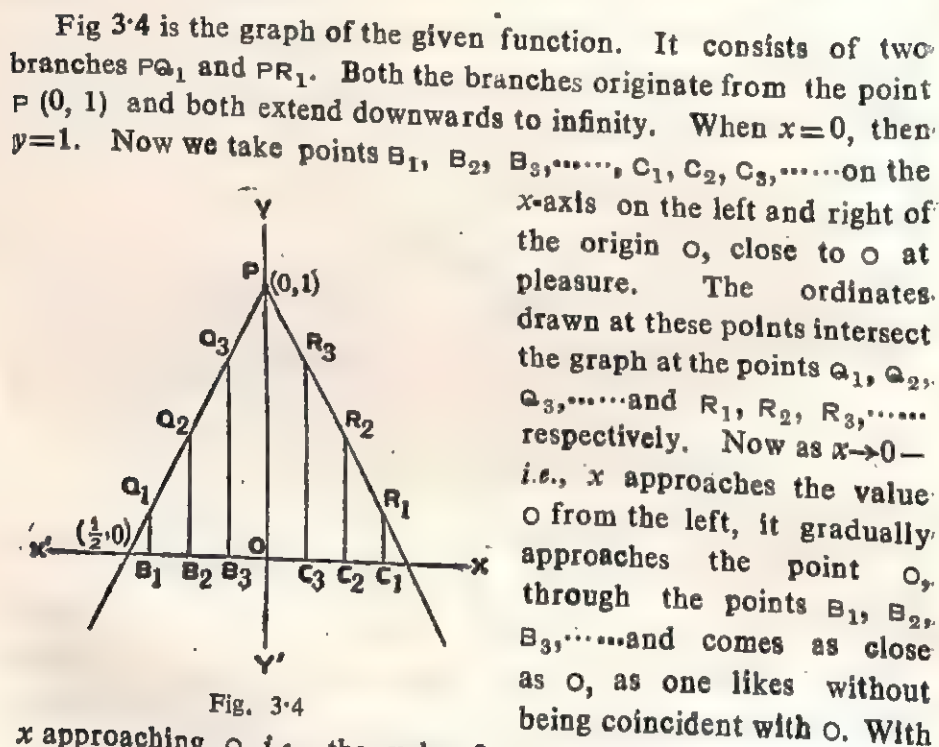 Fig 3·4 is the graph of the given function. It consists of two
branches PQ₁ and PR₁. Both the branches originate from the point
P (0, 1) and both extend downwards to infinity. When x=0, then
y=1. Now we take points B₁, B₂, B₃,......, C₁, C₂, C₃,......on the
x-axis on the left and right of
the origin O, close to O at
pleasure. The ordinates
drawn at these points intersect
the graph at the points Q₁, Q₂,
Q₃,......and R₁, R₂, R₃,......
respectively. Now as x→0−
i.e., x approaches the value
O from the left, it gradually
approaches the point O,
through the points B₁, B₂,
B₃,......and comes as close
as O, as one likes without
being coincident with O. With
Y
P (0,1)
Q₃ R₃
Q₂ R₂
Q₁ R₁
(½,0)
X' O X
B₁ B₂ B₃ C₃ C₂ C₁
Y'
Fig. 3·4
x approaching O i.e.